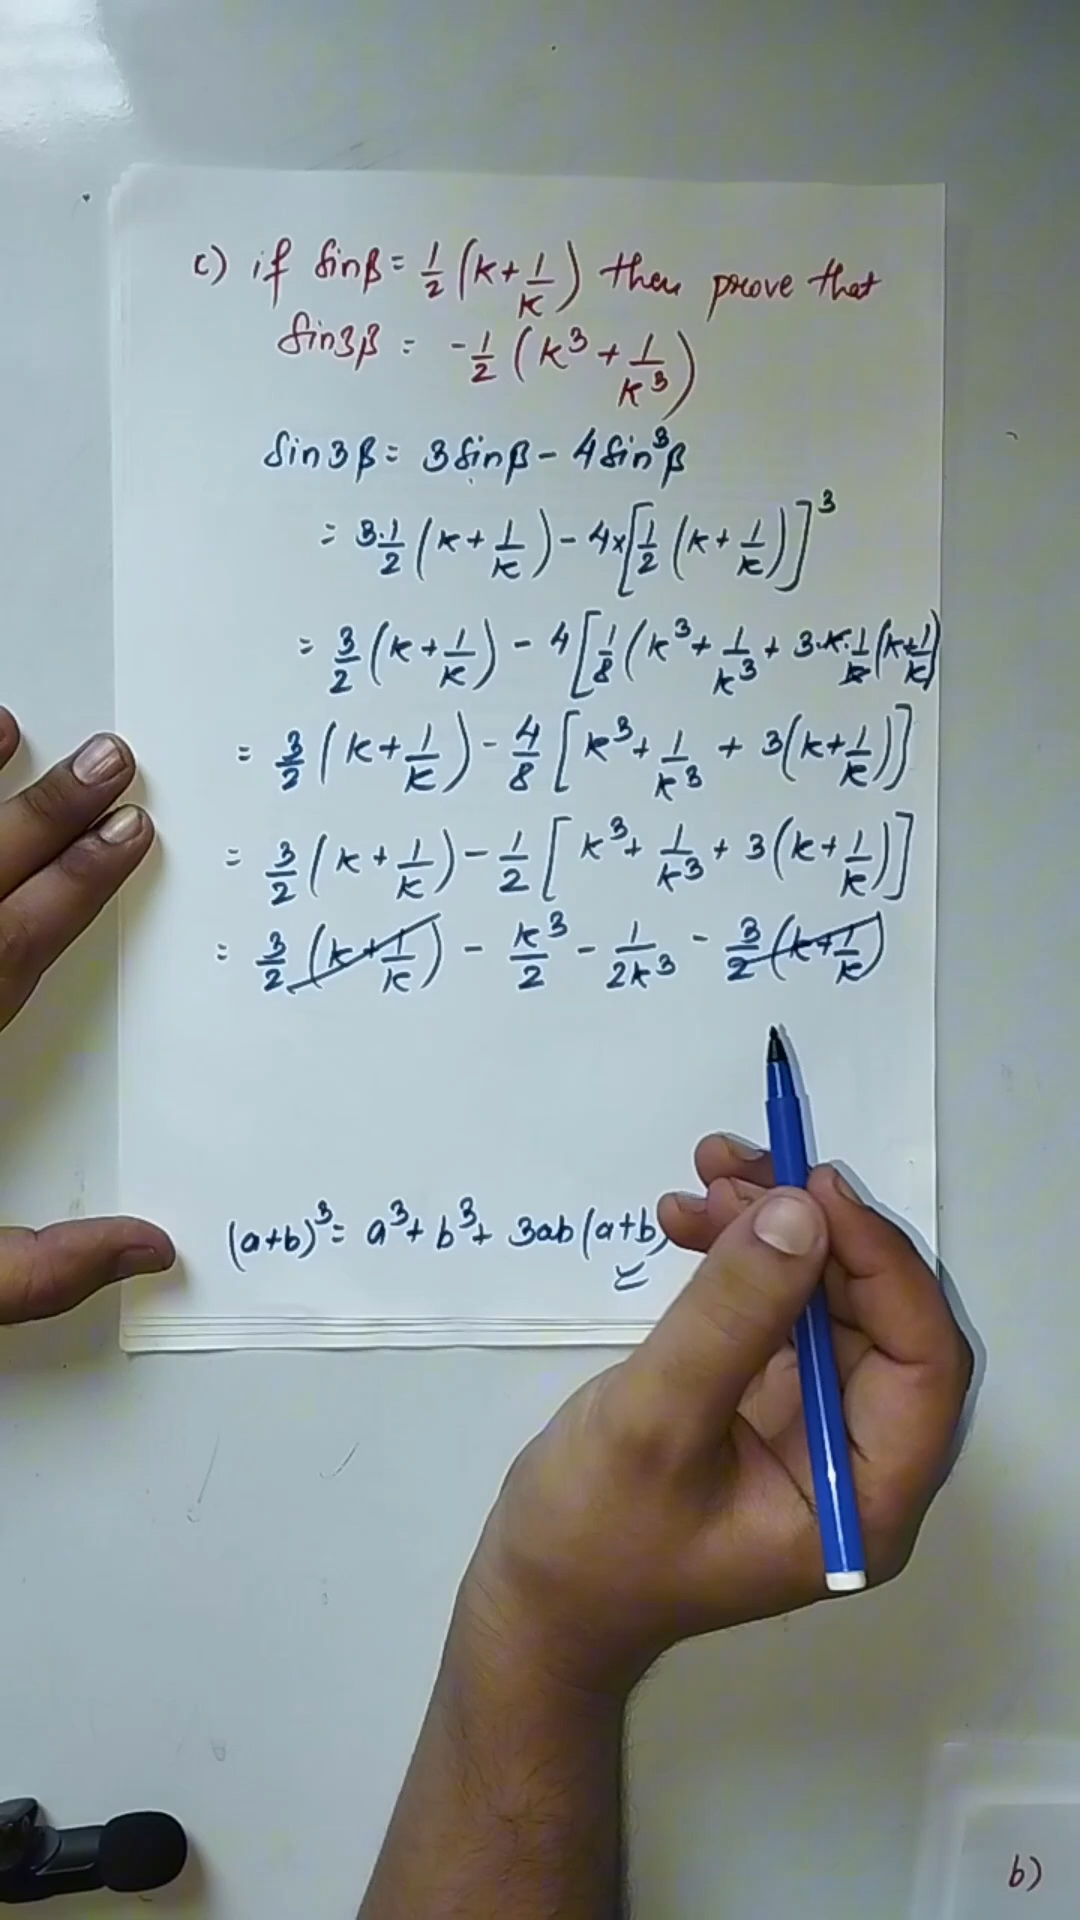 c) if sinβ = 1/2 (k + 1/k) then prove that
sin3β = -1/2 (k³ + 1/k³)
sin3β = 3sinβ - 4sin³β
= 3·1/2 (k + 1/k) - 4×[1/2 (k + 1/k)]³
= 3/2 (k + 1/k) - 4[1/8 (k³ + 1/k³ + 3·k·1/k (k + 1/k)
= 3/2 (k + 1/k) - 4/8 [k³ + 1/k³ + 3(k + 1/k)]
= 3/2 (k + 1/k) - 1/2 [k³ + 1/k³ + 3(k + 1/k)]
= 3/2 (k + 1/k) - k³/2 - 1/2k³ - 3/2 (k + 1/k)
(a+b)³ = a³ + b³ + 3ab(a+b)
b)